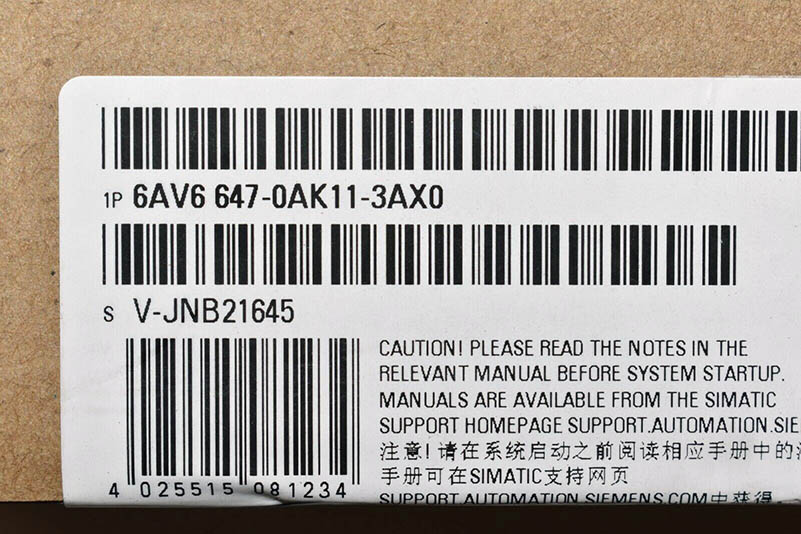 1P 6AV6 647-0AK11-3AX0
S V-JNB21645
CAUTION! PLEASE READ THE NOTES IN THE
RELEVANT MANUAL BEFORE SYSTEM STARTUP.
MANUALS ARE AVAILABLE FROM THE SIMATIC
SUPPORT HOMEPAGE SUPPORT.AUTOMATION.SIE
注意! 请在系统启动之前阅读相应手册中的
手册可在SIMATIC支持网页
SUPPORT.AUTOMATION.SIEMENS.COM中获得.
4 025515 081234